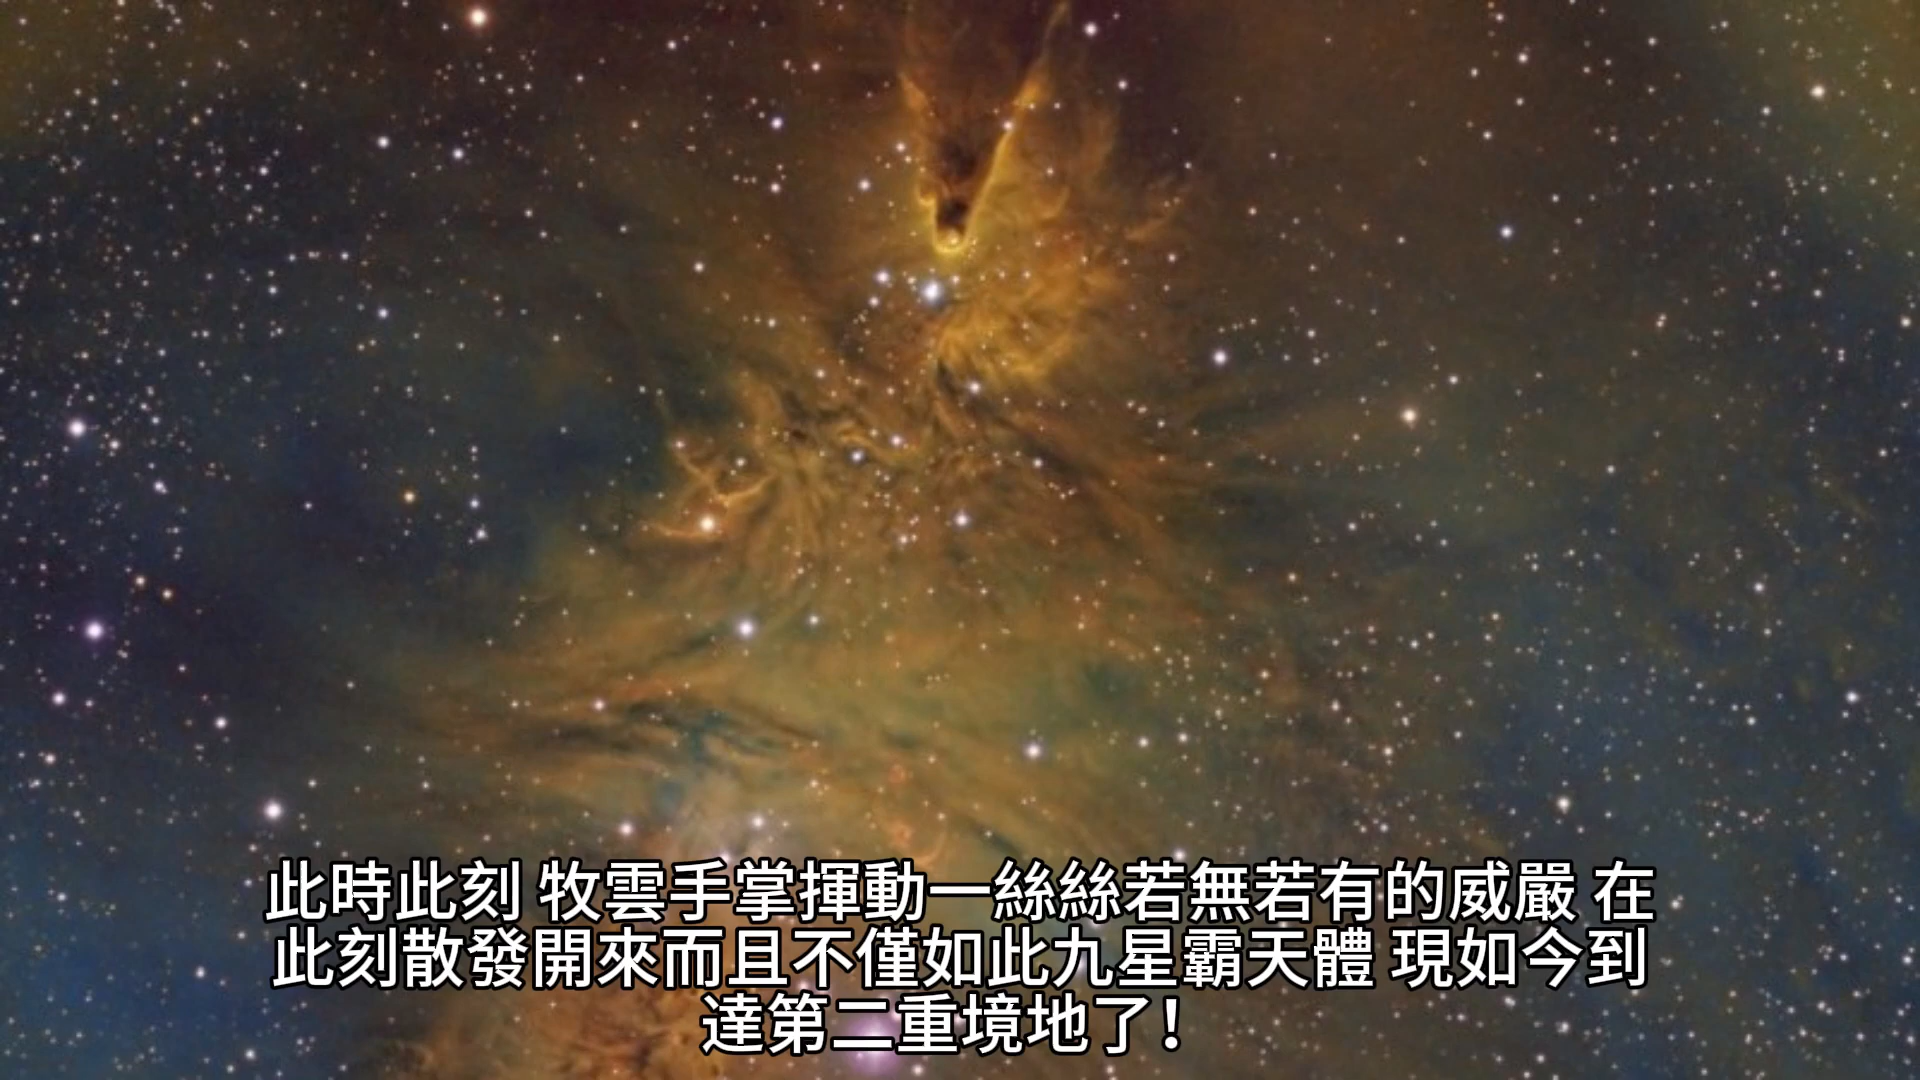 此時此刻 牧雲手掌揮動一絲絲若無若有的威嚴 在
此刻散發開來而且不僅如此九星霸天體 現如今到
達第二重境地了！